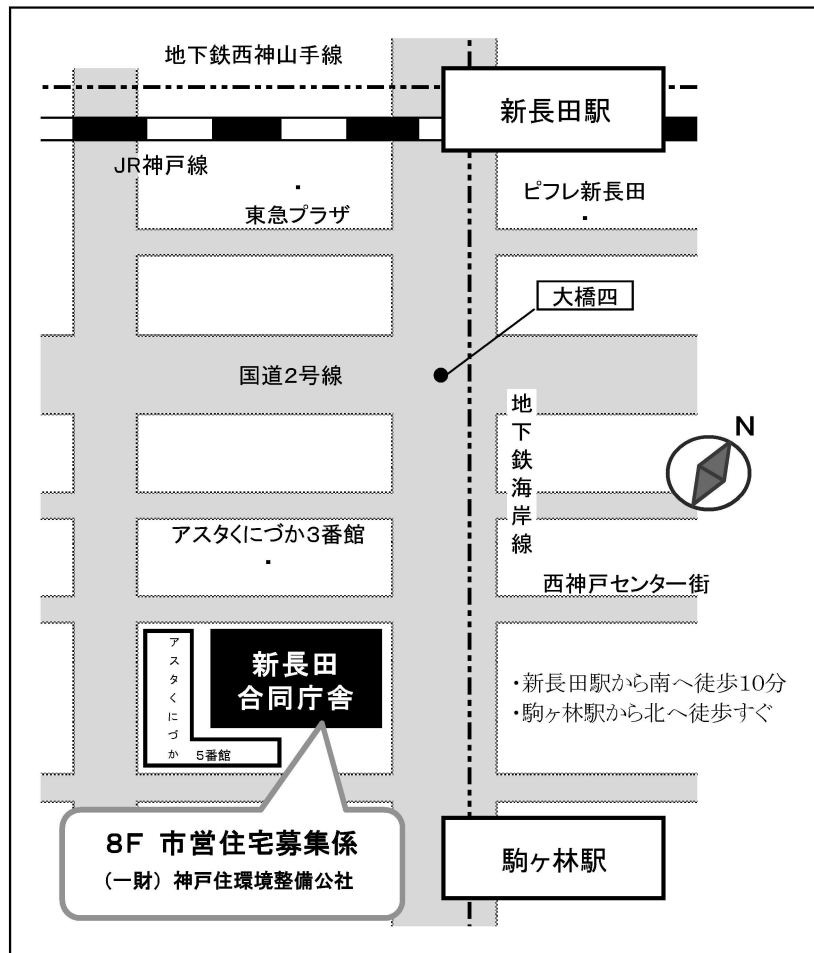 地下鉄西神山手線
新長田駅
JR神戸線
ピフレ新長田
東急プラザ
大橋四
国道2号線
地下鉄海岸線
N
アスタくにづか3番館
西神戸センター街
アスタくにづか
5番館
新長田
合同庁舎
・新長田駅から南へ徒歩10分
・駒ヶ林駅から北へ徒歩すぐ
8F 市営住宅募集係
(一財) 神戸住環境整備公社
駒ヶ林駅